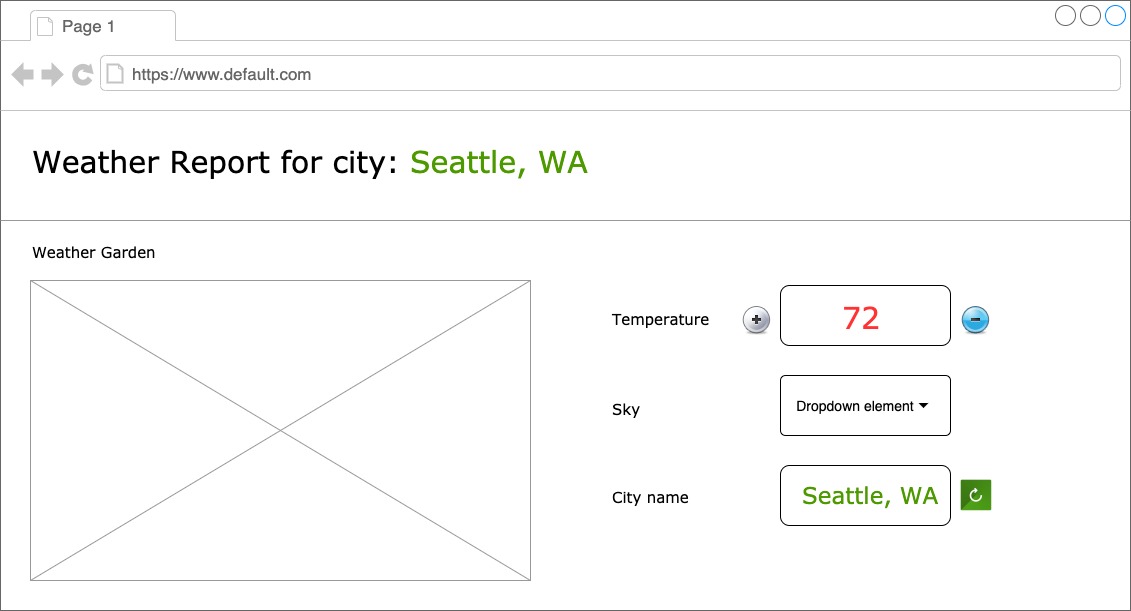 Page 1
https://www.default.com
Weather Report for city: Seattle, WA
Weather Garden
Temperature + 72 −
Sky Dropdown element
City name Seattle, WA